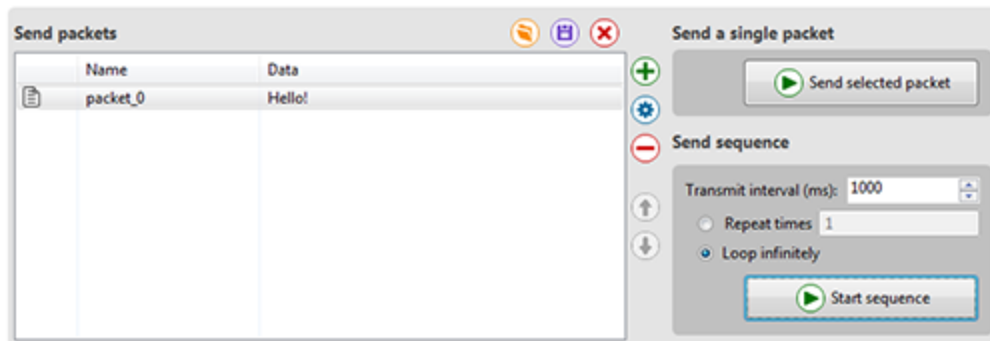 Send packets
Name Data
packet_0 Hello!
Send a single packet
Send selected packet
Send sequence
Transmit interval (ms): 1000
Repeat times 1
Loop infinitely
Start sequence